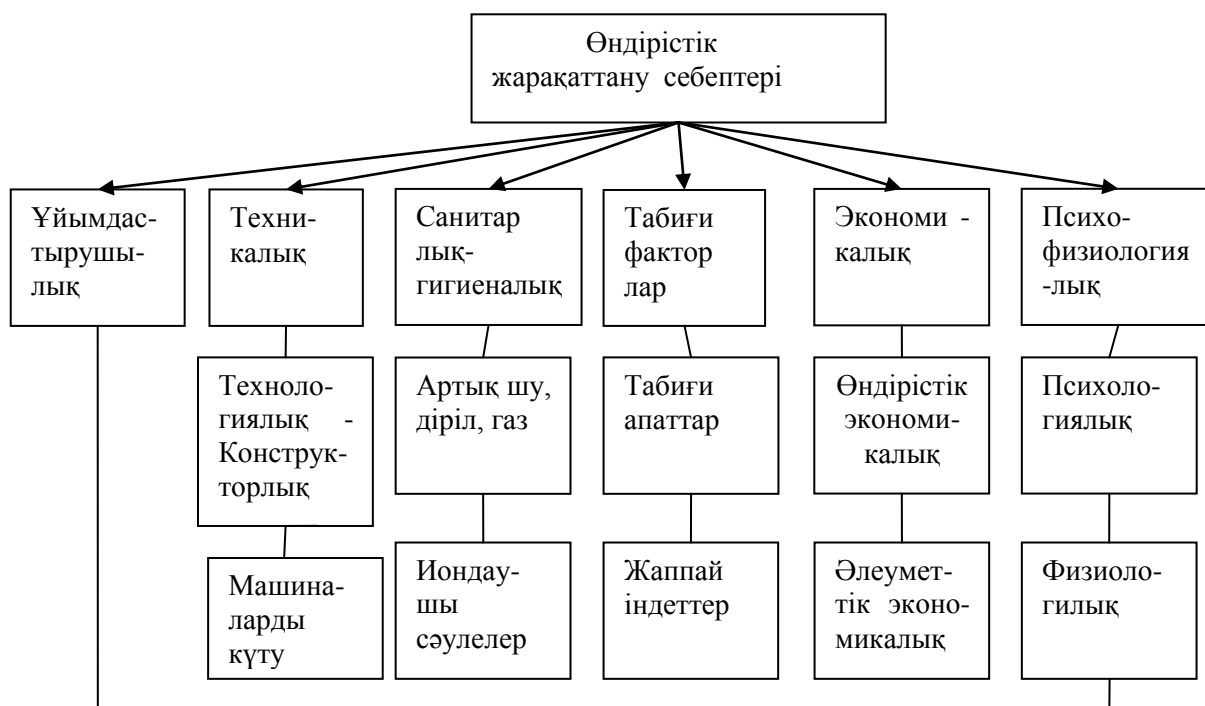 Өндірістік
жарақаттану себептері
Ұйымдас-
тырушы-
лық
Техни-
калық
Санитар
лық-
гигиеналық
Табиғи
фактор
лар
Экономи -
калық
Психо-
физиология
-лық
Техноло-
гиялық -
Конструк-
торлық
Артық шу,
діріл, газ
Табиғи
апаттар
Өндірістік
экономи-
калық
Психоло-
гиялық
Машина-
ларды
күту
Иондау-
шы
сәулелер
Жаппай
індеттер
Әлеумет-
тік эконо-
микалық
Физиоло-
гилық